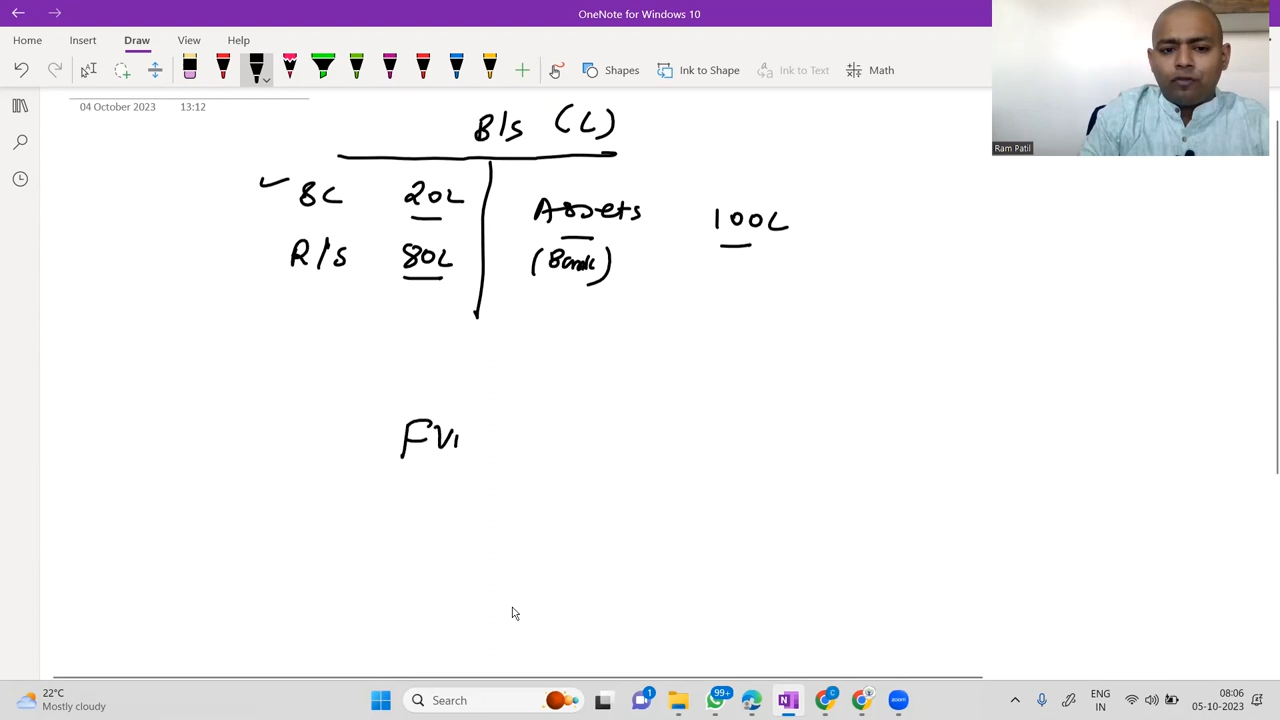 OneNote for Windows 10
Home Insert Draw View Help
Shapes Ink to Shape Ink to Text Math
Ram Patil
04 October 2023 13:12
B/S (L)
SC 20L
Assets 100L
R/S 80L
(Bank)
FV
22°C
Mostly cloudy
Search
1
99+
ENG
IN
08:06
05-10-2023